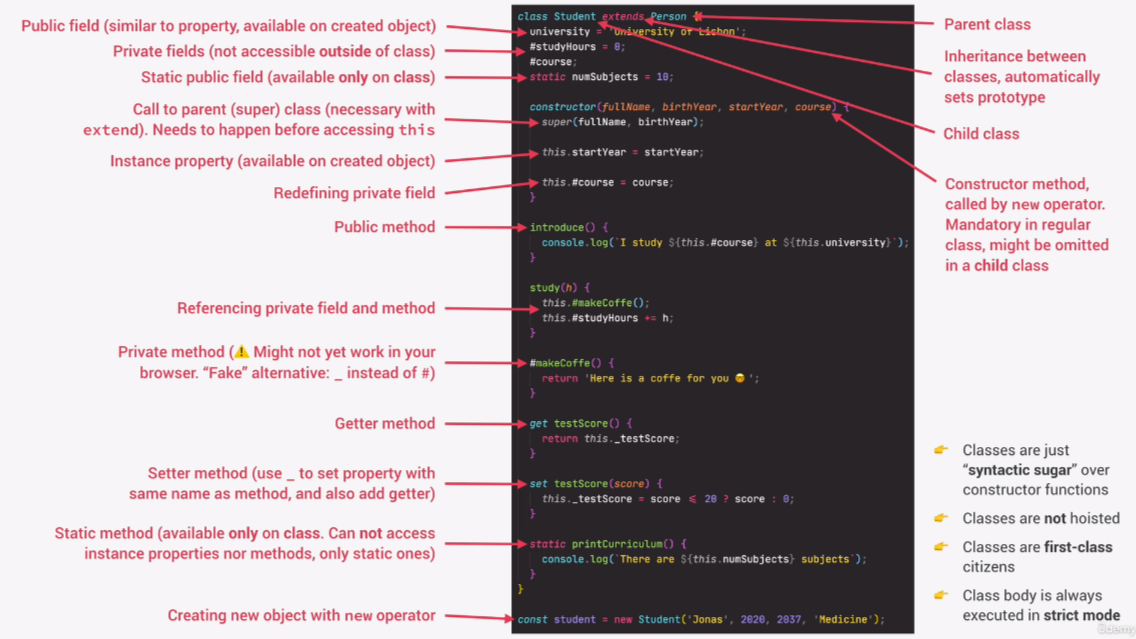 Public field (similar to property, available on created object)
Private fields (not accessible outside of class)
Static public field (available only on class)
Call to parent (super) class (necessary with
extend). Needs to happen before accessing this
Instance property (available on created object)
Redefining private field
Public method
Referencing private field and method
Private method (⚠️ Might not yet work in your
browser. “Fake” alternative: _ instead of #)
Getter method
Setter method (use _ to set property with
same name as method, and also add getter)
Static method (available only on class. Can not access
instance properties nor methods, only static ones)
Creating new object with new operator
class Student extends Person {
university = 'University of Lisbon';
#studyHours = 0;
#course;
static numSubjects = 10;
constructor(fullName, birthYear, startYear, course) {
super(fullName, birthYear);
this.startYear = startYear;
this.#course = course;
}
introduce() {
console.log(`I study ${this.#course} at ${this.university}`);
}
study(h) {
this.#makeCoffe();
this.#studyHours += h;
}
#makeCoffe() {
return 'Here is a coffe for you 🤓 ';
}
get testScore() {
return this._testScore;
}
set testScore(score) {
this._testScore = score ≤ 20 ? score : 0;
}
static printCurriculum() {
console.log(`There are ${this.numSubjects} subjects`);
}
}
const student = new Student('Jonas', 2020, 2037, 'Medicine');
Parent class
Inheritance between
classes, automatically
sets prototype
Child class
Constructor method,
called by new operator.
Mandatory in regular
class, might be omitted
in a child class
👉 Classes are just
“syntactic sugar” over
constructor functions
👉 Classes are not hoisted
👉 Classes are first-class
citizens
👉 Class body is always
executed in strict mode
ûdemy